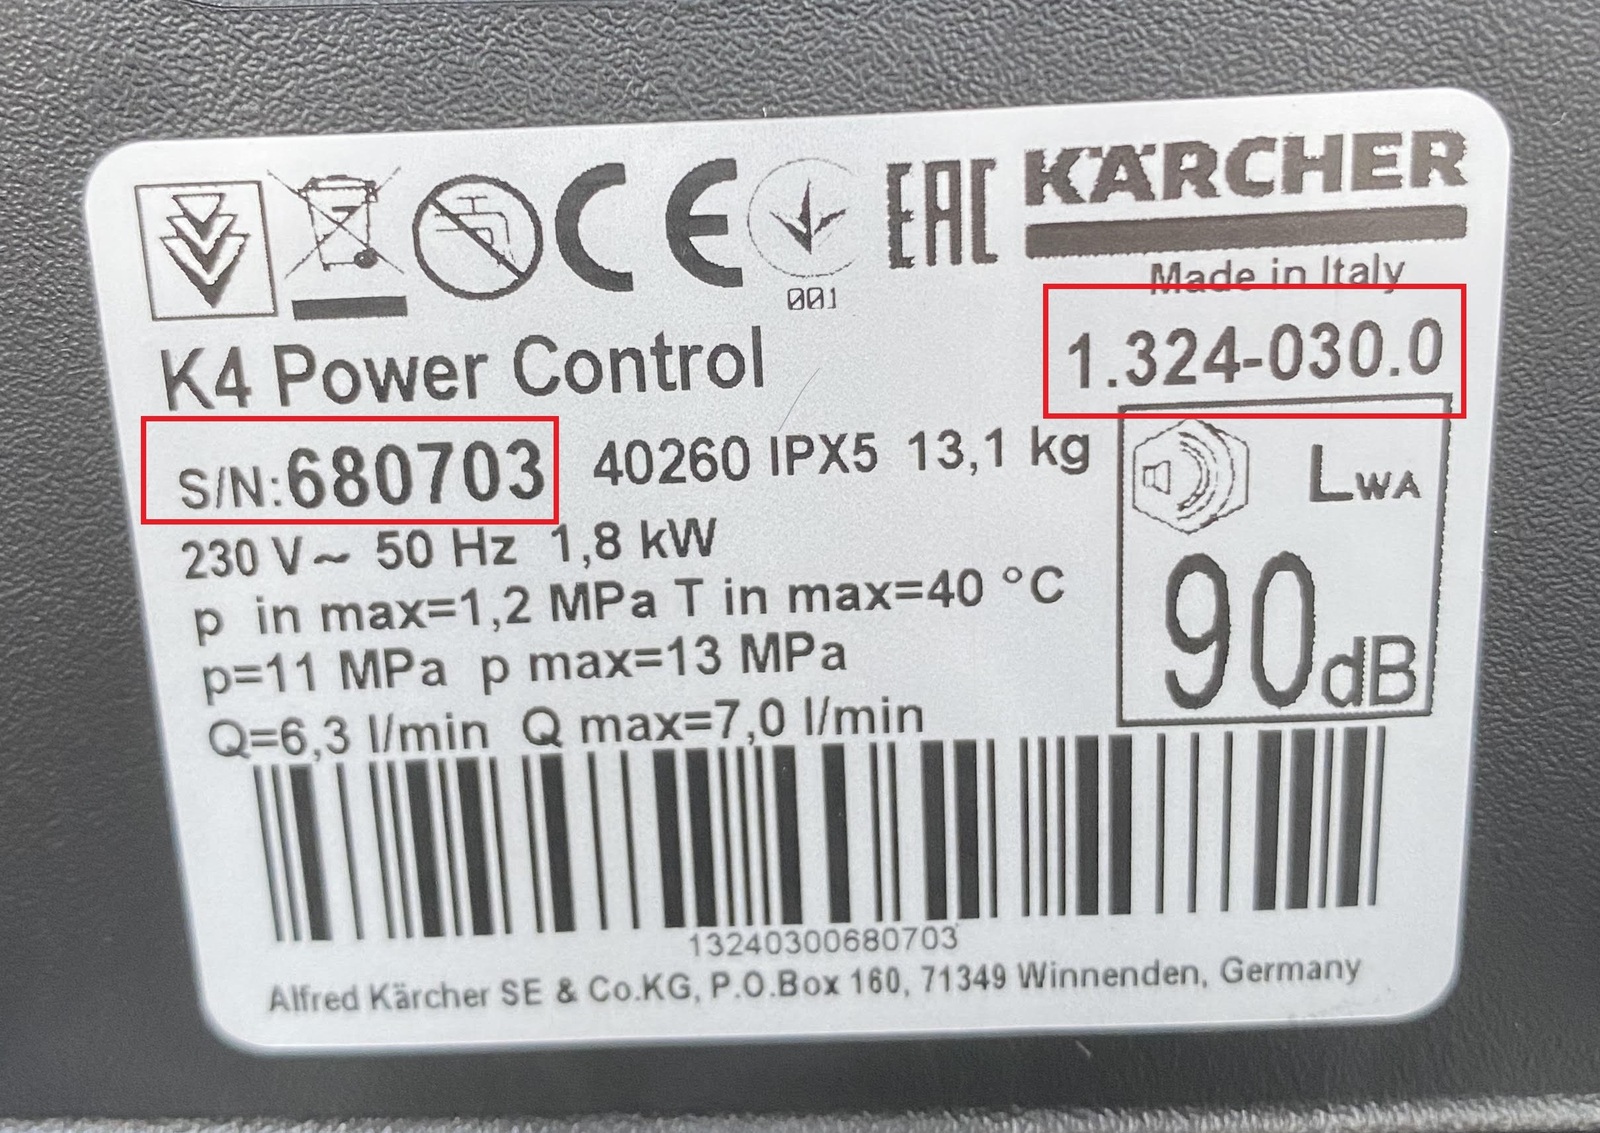 CE
001
EAC
KÄRCHER
Made in Italy
K4 Power Control
1.324-030.0
S/N:680703 40260 IPX5 13,1 kg
230 V~ 50 Hz 1,8 kW
p in max=1,2 MPa T in max=40 °C
p=11 MPa p max=13 MPa
Q=6,3 l/min Q max=7,0 l/min
LWA
90dB
13240300680703
Alfred Kärcher SE & Co.KG, P.O.Box 160, 71349 Winnenden, Germany